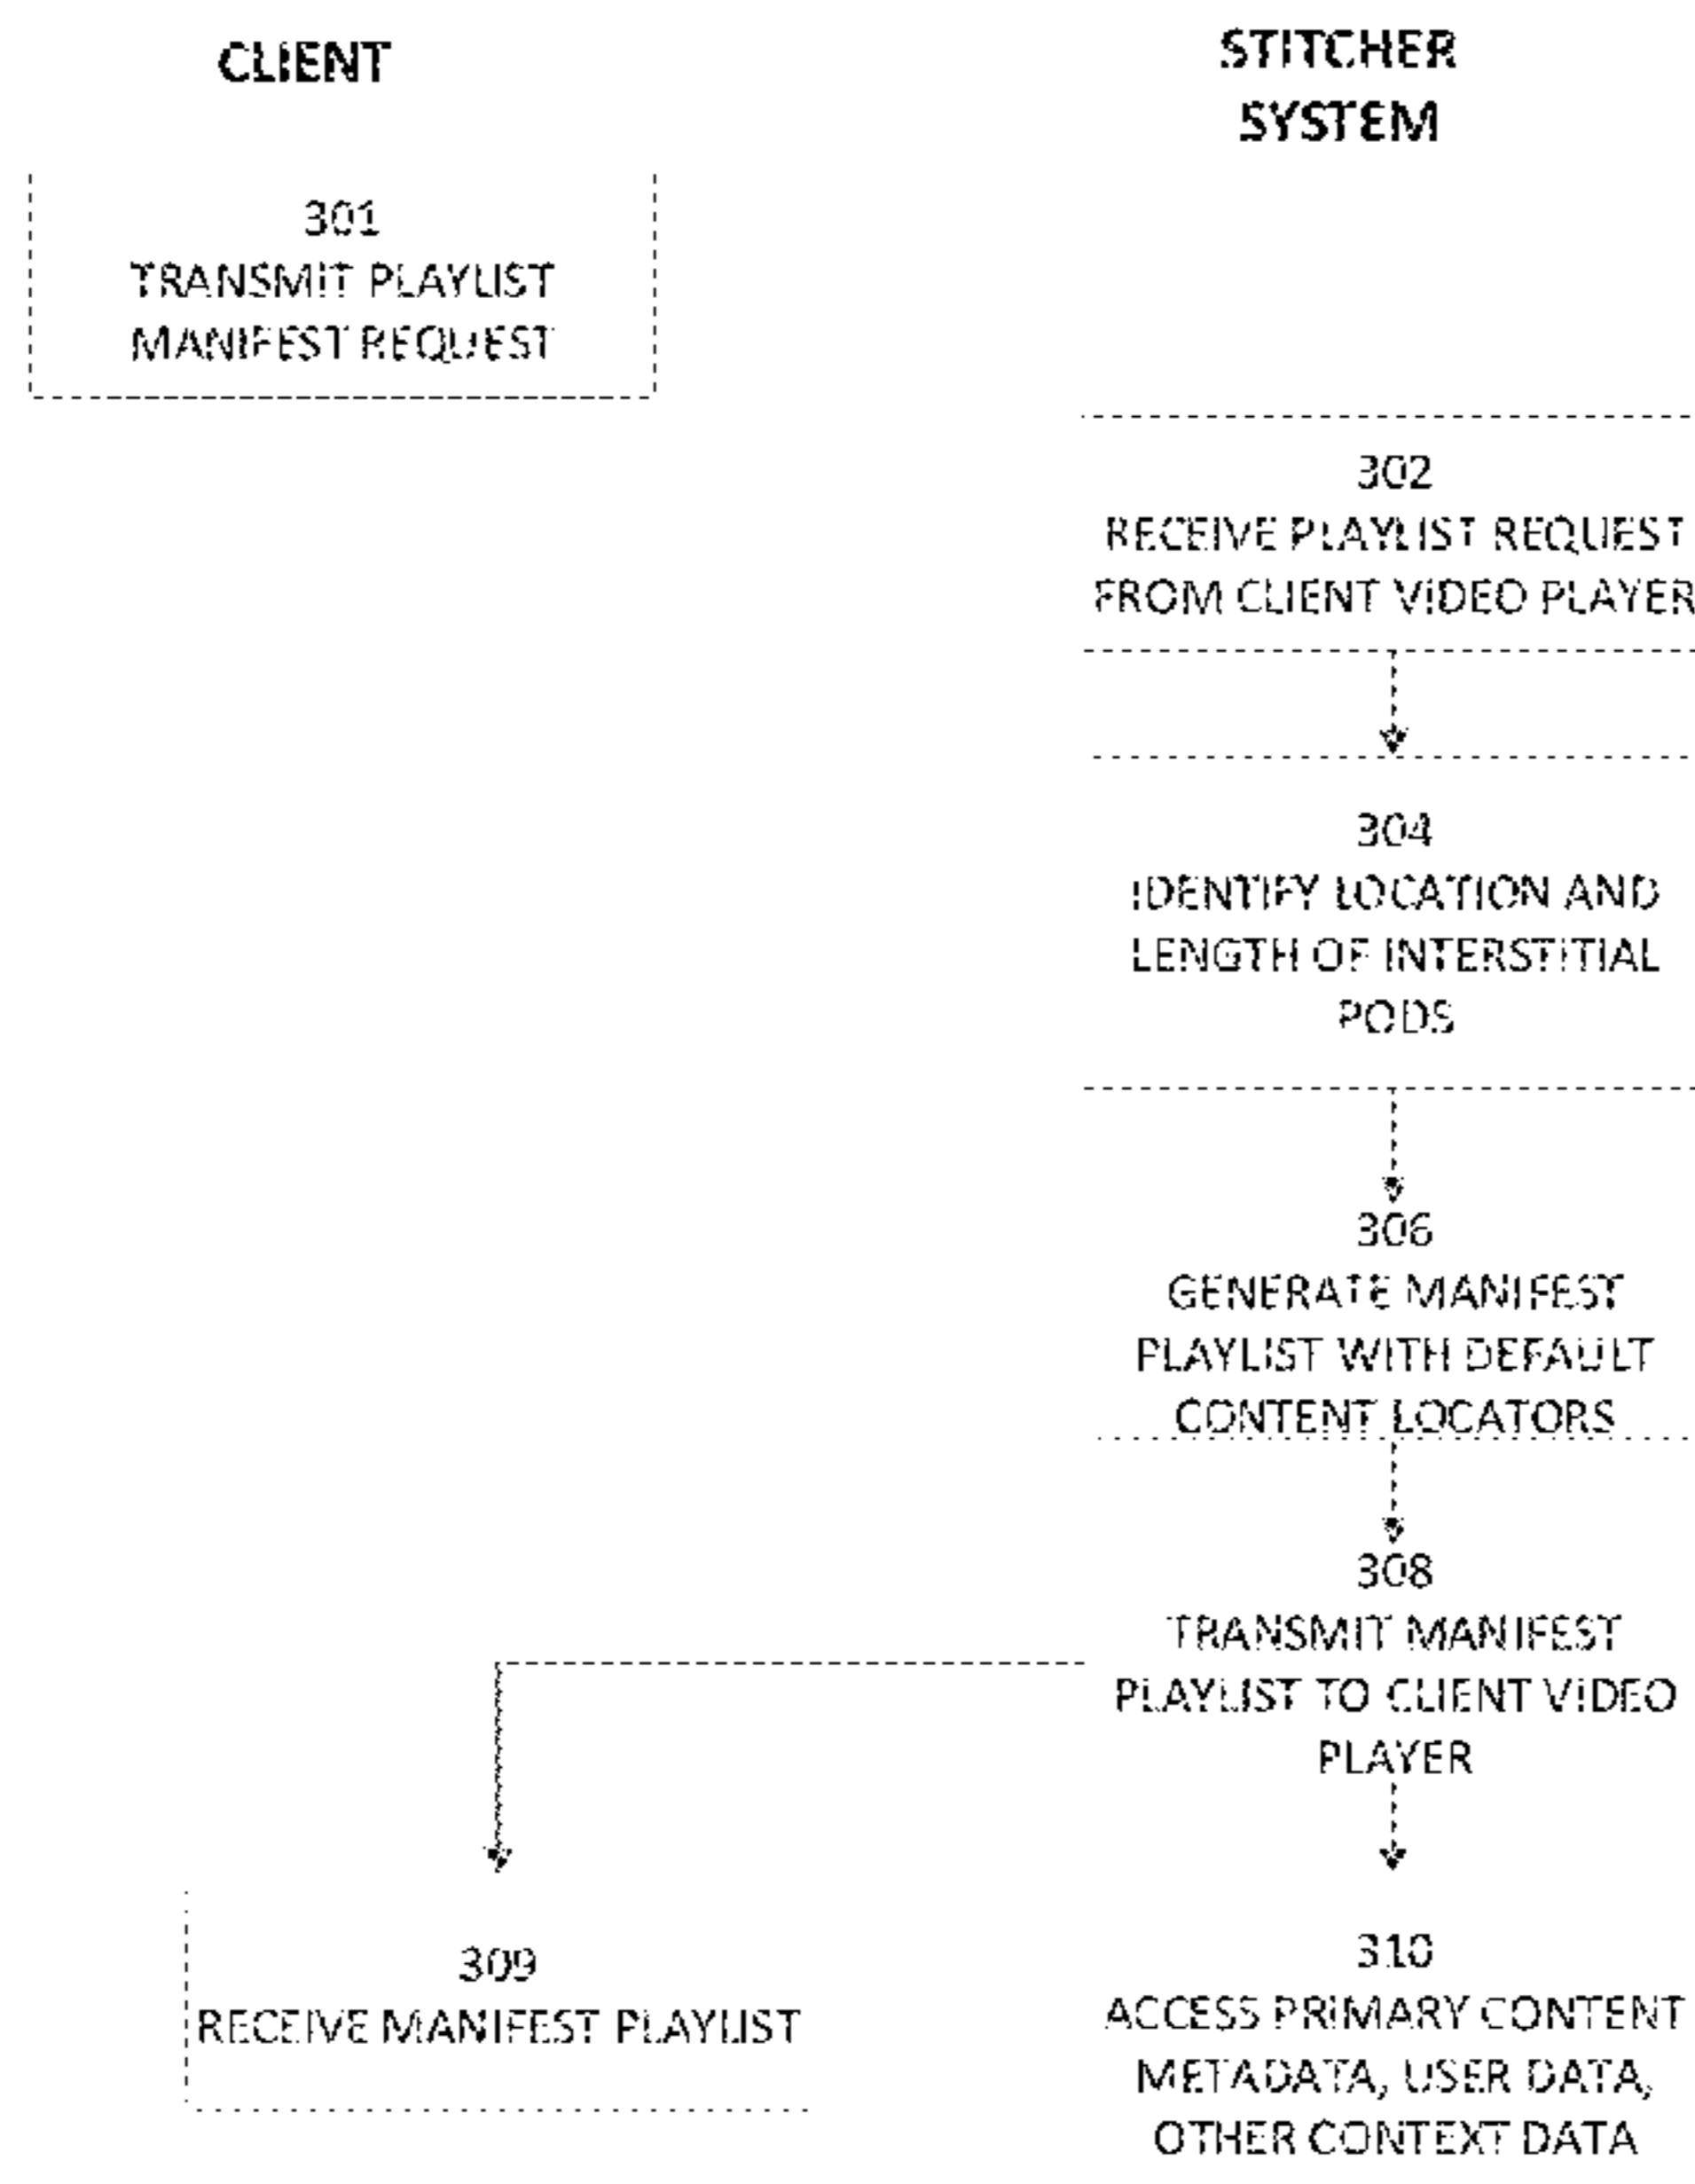 CLIENT
STITCHER
SYSTEM
301
TRANSMIT PLAYLIST
MANIFEST REQUEST
302
RECEIVE PLAYLIST REQUEST
FROM CLIENT VIDEO PLAYER
304
IDENTIFY LOCATION AND
LENGTH OF INTERSTITIAL
PODS
306
GENERATE MANIFEST
PLAYLIST WITH DEFAULT
CONTENT LOCATORS
308
TRANSMIT MANIFEST
PLAYLIST TO CLIENT VIDEO
PLAYER
309
RECEIVE MANIFEST PLAYLIST
310
ACCESS PRIMARY CONTENT
METADATA, USER DATA,
OTHER CONTEXT DATA